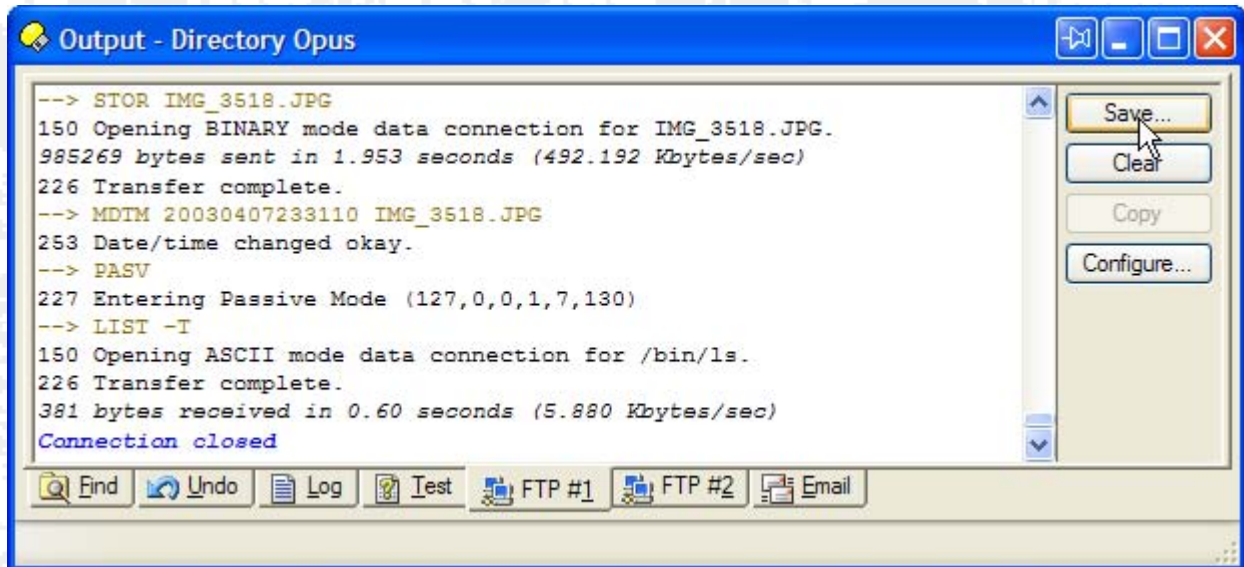 Output - Directory Opus
--> STOR IMG_3518.JPG
150 Opening BINARY mode data connection for IMG_3518.JPG.
985269 bytes sent in 1.953 seconds (492.192 Kbytes/sec)
226 Transfer complete.
--> MDTM 20030407233110 IMG_3518.JPG
253 Date/time changed okay.
--> PASV
227 Entering Passive Mode (127,0,0,1,7,130)
--> LIST -T
150 Opening ASCII mode data connection for /bin/ls.
226 Transfer complete.
381 bytes received in 0.60 seconds (5.880 Kbytes/sec)
Connection closed
Save...
Clear
Copy
Configure...
Find Undo Log Test FTP #1 FTP #2 Email